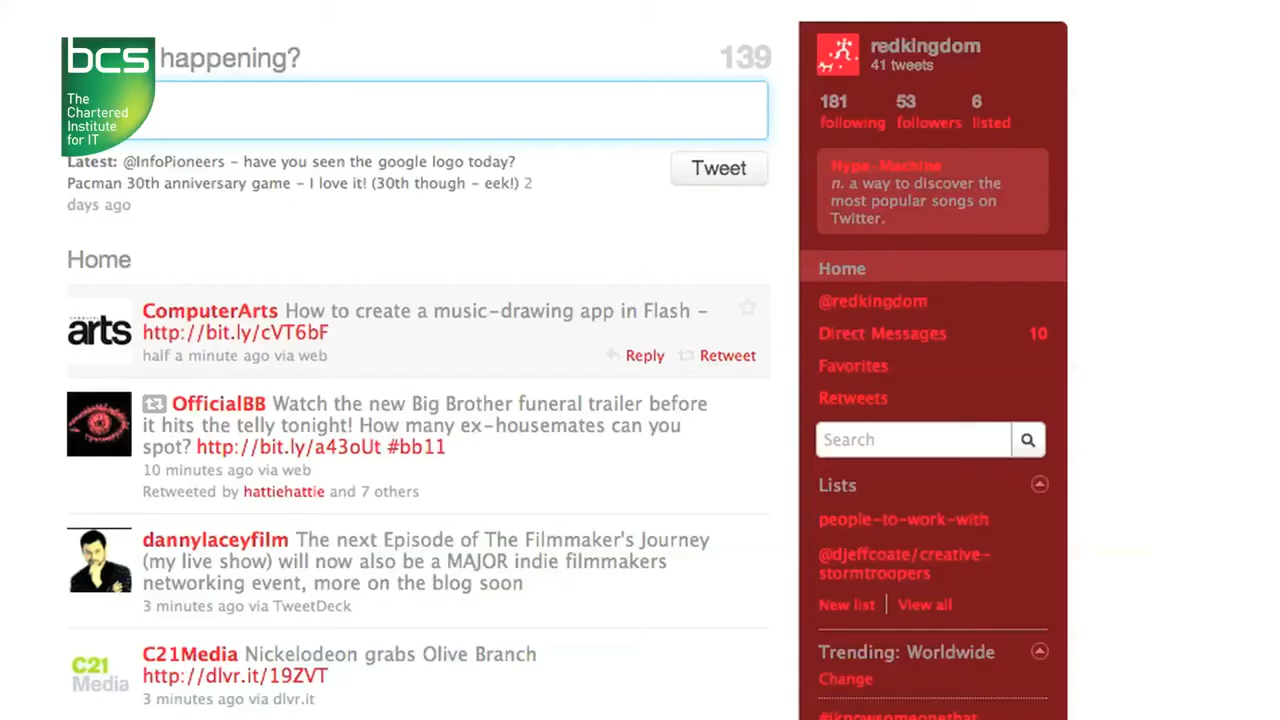 bcs
The
Chartered
Institute
for IT
happening?
139
Latest: @InfoPioneers - have you seen the google logo today?
Pacman 30th anniversary game - I love it! (30th though - eek!) 2
days ago
Tweet
Home
arts
ComputerArts How to create a music-drawing app in Flash -
http://bit.ly/cVT6bF
half a minute ago via web
Reply
Retweet
OfficialBB Watch the new Big Brother funeral trailer before
it hits the telly tonight! How many ex-housemates can you
spot? http://bit.ly/a43oUt #bb11
10 minutes ago via web
Retweeted by hattiehattie and 7 others
dannylaceyfilm The next Episode of The Filmmaker's Journey
(my live show) will now also be a MAJOR indie filmmakers
networking event, more on the blog soon
3 minutes ago via TweetDeck
C21
Media
C21Media Nickelodeon grabs Olive Branch
http://dlvr.it/19ZVT
3 minutes ago via dlvr.it
redkingdom
41 tweets
181 53 6
following followers listed
Hype Machine
n. a way to discover the
most popular songs on
Twitter.
Home
@redkingdom
Direct Messages 10
Favorites
Retweets
Search
Lists
people-to-work-with
@djeffcoate/creative-
stormtroopers
New list View all
Trending: Worldwide
Change
#iknowsomeonethat